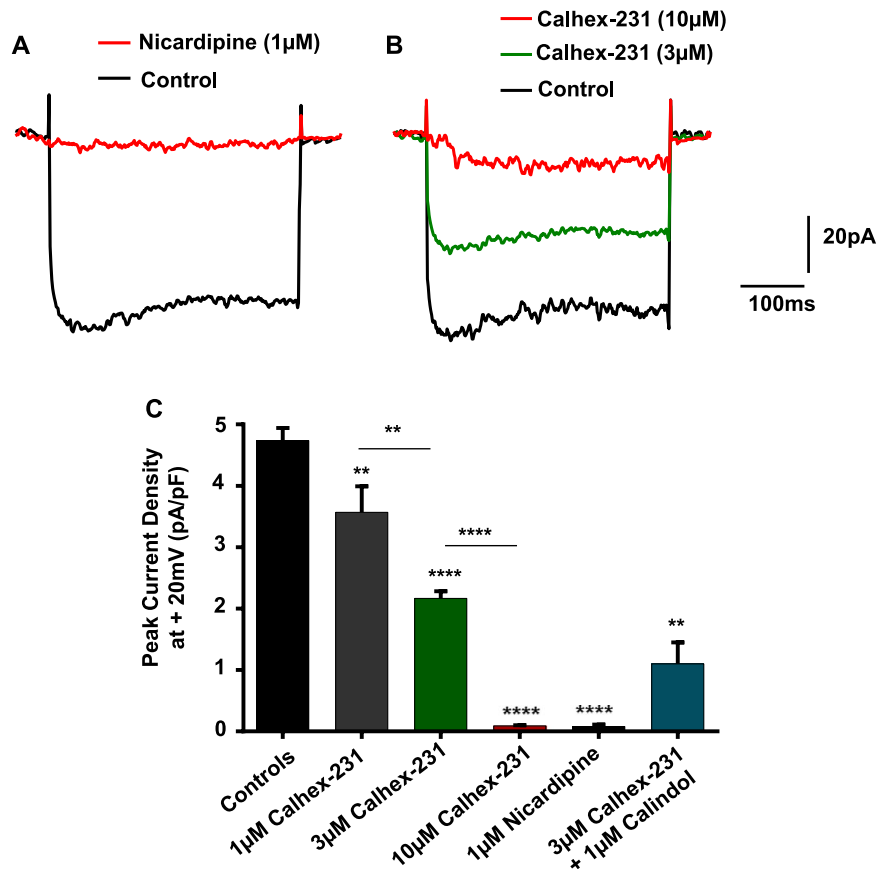 A
Nicardipine (1µM)
Control
B
Calhex-231 (10µM)
Calhex-231 (3µM)
Control
20pA
100ms
C
Peak Current Density
at + 20mV (pA/pF)
5
4
3
2
1
0
**
**
****
****
****
****
**
Controls
1µM Calhex-231
3µM Calhex-231
10µM Calhex-231
1µM Nicardipine
3µM Calhex-231
+ 1µM Calindol